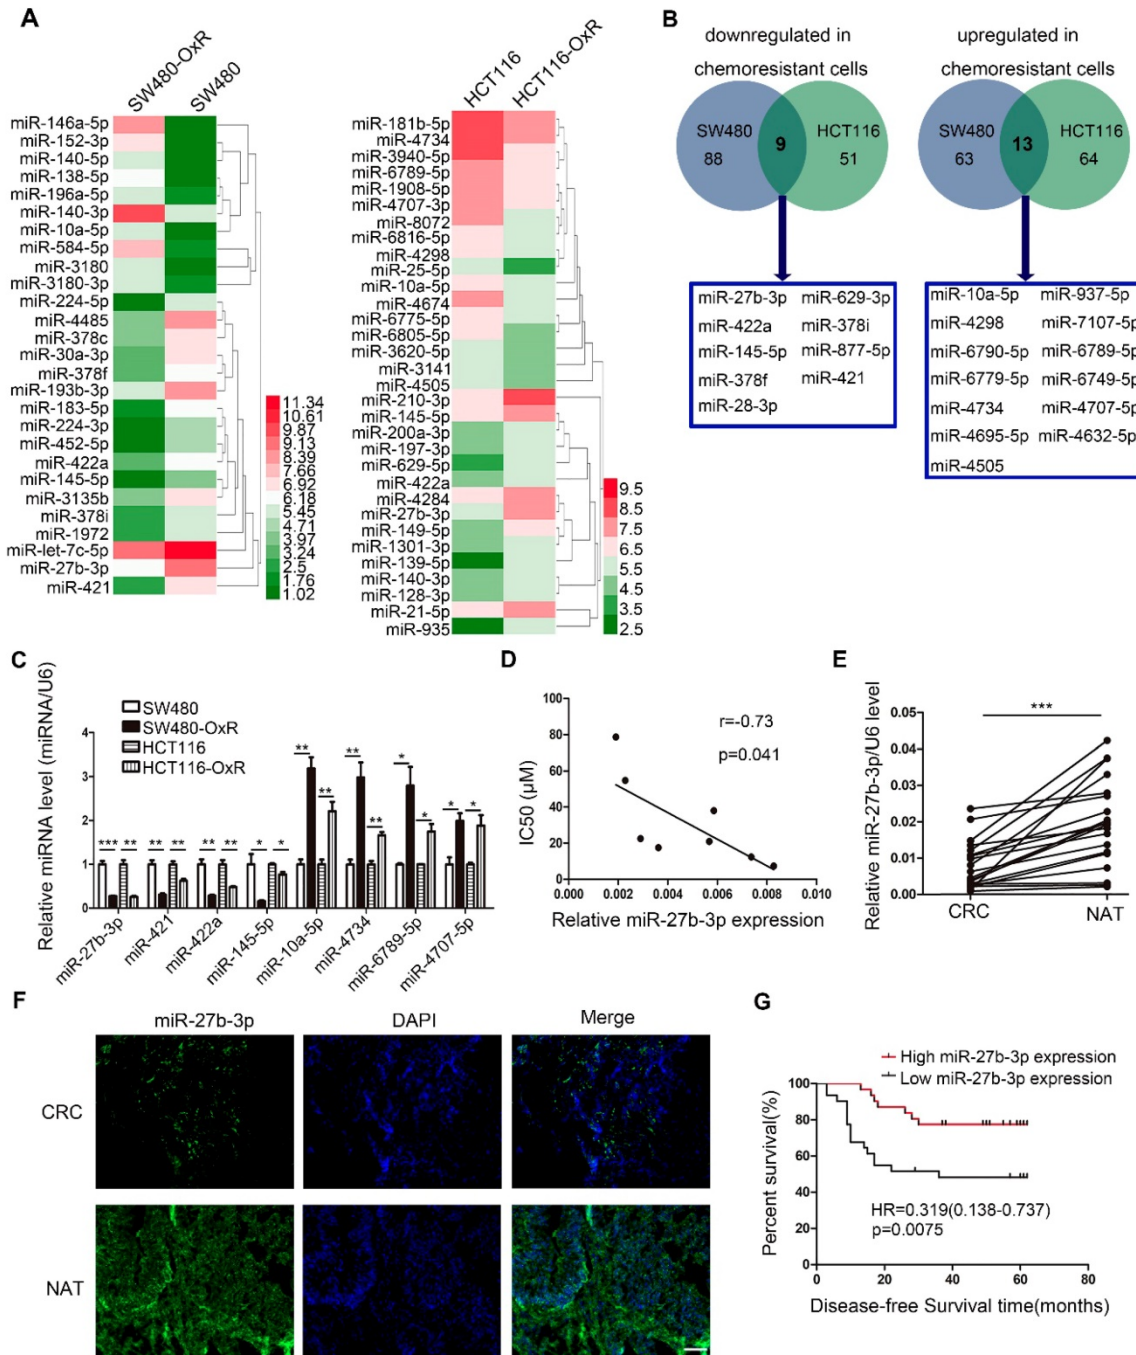 A
SW480-OxR
SW480
miR-146a-5p
miR-152-3p
miR-140-5p
miR-138-5p
miR-196a-5p
miR-140-3p
miR-10a-5p
miR-584-5p
miR-3180
miR-3180-3p
miR-224-5p
miR-4485
miR-378c
miR-30a-3p
miR-378f
miR-193b-3p
miR-183-5p
miR-224-3p
miR-452-5p
miR-422a
miR-145-5p
miR-3135b
miR-378i
miR-1972
miR-let-7c-5p
miR-27b-3p
miR-421
11.34
10.61
9.87
9.13
8.39
7.66
6.92
6.18
5.45
4.71
3.97
3.24
2.5
1.76
1.02
HCT116
HCT116-OxR
miR-181b-5p
miR-4734
miR-3940-5p
miR-6789-5p
miR-1908-5p
miR-4707-3p
miR-8072
miR-6816-5p
miR-4298
miR-25-5p
miR-10a-5p
miR-4674
miR-6775-5p
miR-6805-5p
miR-3620-5p
miR-3141
miR-4505
miR-210-3p
miR-145-5p
miR-200a-3p
miR-197-3p
miR-629-5p
miR-422a
miR-4284
miR-27b-3p
miR-149-5p
miR-1301-3p
miR-139-5p
miR-140-3p
miR-128-3p
miR-21-5p
miR-935
9.5
8.5
7.5
6.5
5.5
4.5
3.5
2.5
B
downregulated in
chemoresistant cells
SW480
88
9
HCT116
51
miR-27b-3p miR-629-3p
miR-422a miR-378i
miR-145-5p miR-877-5p
miR-378f miR-421
miR-28-3p
upregulated in
chemoresistant cells
SW480
63
13
HCT116
64
miR-10a-5p miR-937-5p
miR-4298 miR-7107-5p
miR-6790-5p miR-6789-5p
miR-6779-5p miR-6749-5p
miR-4734 miR-4707-5p
miR-4695-5p miR-4632-5p
miR-4505
C
Relative miRNA level (miRNA/U6)
SW480
SW480-OxR
HCT116
HCT116-OxR
4
3
2
1
0
*** ** ** ** ** ** * * ** ** ** ** * * * *
miR-27b-3p
miR-421
miR-422a
miR-145-5p
miR-10a-5p
miR-4734
miR-6789-5p
miR-4707-5p
D
IC50 (µM)
100
80
60
40
20
0
r=-0.73
p=0.041
0.000 0.002 0.004 0.006 0.008 0.010
Relative miR-27b-3p expression
E
Relative miR-27b-3p/U6 level
0.05
0.04
0.03
0.02
0.01
0.00
***
CRC NAT
F
miR-27b-3p DAPI Merge
CRC
NAT
G
High miR-27b-3p expression
Low miR-27b-3p expression
Percent survival(%)
100
80
60
40
20
0
HR=0.319(0.138-0.737)
p=0.0075
0 20 40 60 80
Disease-free Survival time(months)